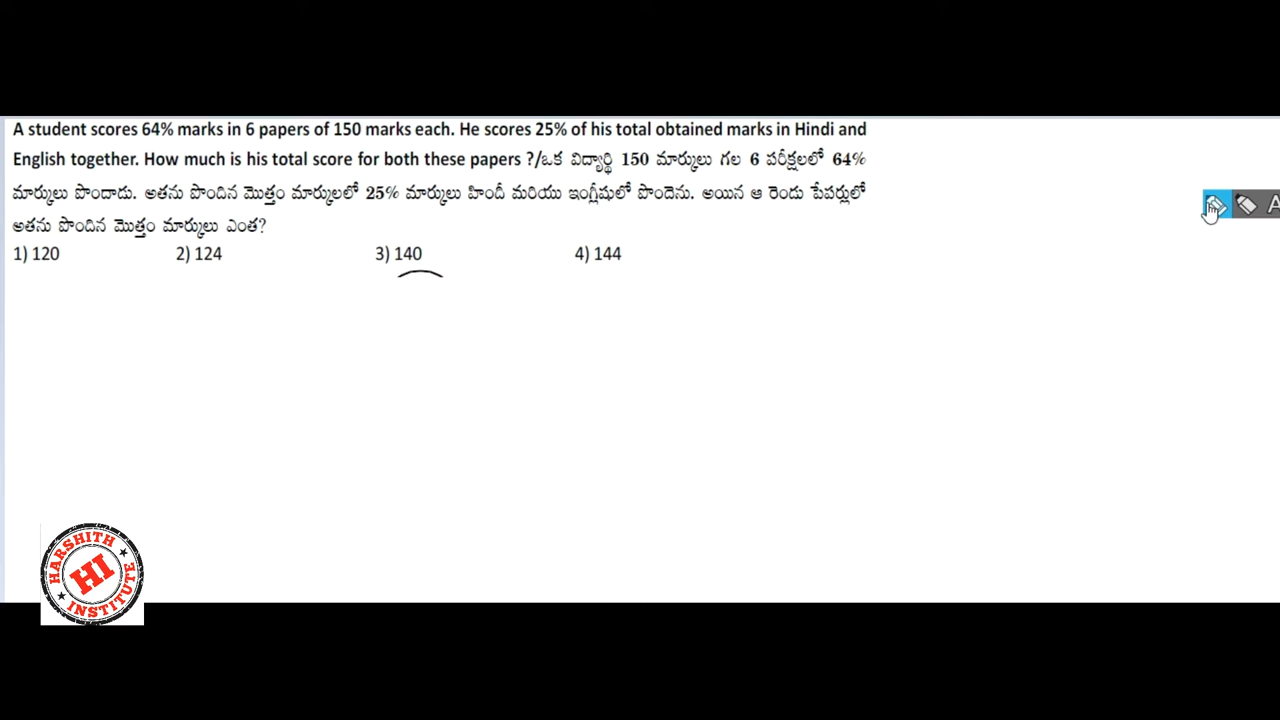 A student scores 64% marks in 6 papers of 150 marks each. He scores 25% of his total obtained marks in Hindi and
English together. How much is his total score for both these papers ?/ఒక విద్యార్థి 150 మార్కులు గల 6 పరీక్షలలో 64%
మార్కులు పొందాడు. అతను పొందిన మొత్తం మార్కులలో 25% మార్కులు హిందీ మరియు ఇంగ్లీషులో పొందెను. అయిన ఆ రెండు పేపర్లులో
అతను పొందిన మొత్తం మార్కులు ఎంత?
1) 120 2) 124 3) 140 4) 144
A
HARSHITH
HI
INSTITUTE